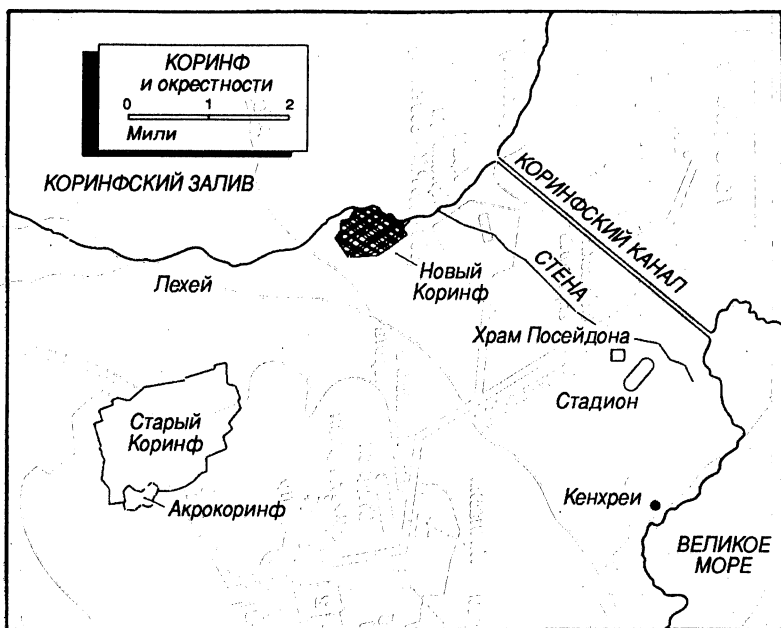 КОРИНФ
и окрестности
0 1 2
Мили
КОРИНФСКИЙ ЗАЛИВ
КОРИНФСКИЙ КАНАЛ
Лехей
Новый
Коринф
СТЕНА
Храм Посейдона
Стадион
Старый
Коринф
Акрокоринф
Кенхреи
ВЕЛИКОЕ
МОРЕ